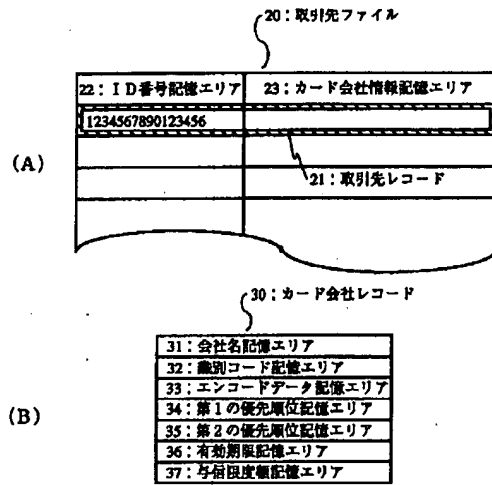 20：取引先ファイル
22：ＩＤ番号記憶エリア 23：カード会社情報記憶エリア
1234567890123456
(A)
21：取引先レコード
30：カード会社レコード
31：会社名記憶エリア
32：識別コード記憶エリア
33：エンコードデータ記憶エリア
(B)
34：第1の優先順位記憶エリア
35：第2の優先順位記憶エリア
36：有効期限記憶エリア
37：与信限度額記憶エリア